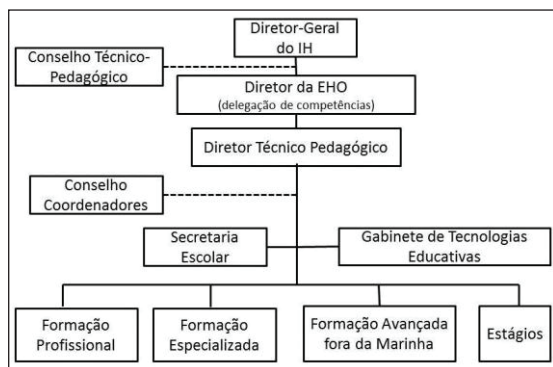 Diretor-Geral
do IH
Conselho Técnico-
Pedagógico
Diretor da EHO
(delegação de competências)
Diretor Técnico Pedagógico
Conselho
Coordenadores
Secretaria
Escolar
Gabinete de Tecnologias
Educativas
Formação
Profissional
Formação
Especializada
Formação Avançada
fora da Marinha
Estágios